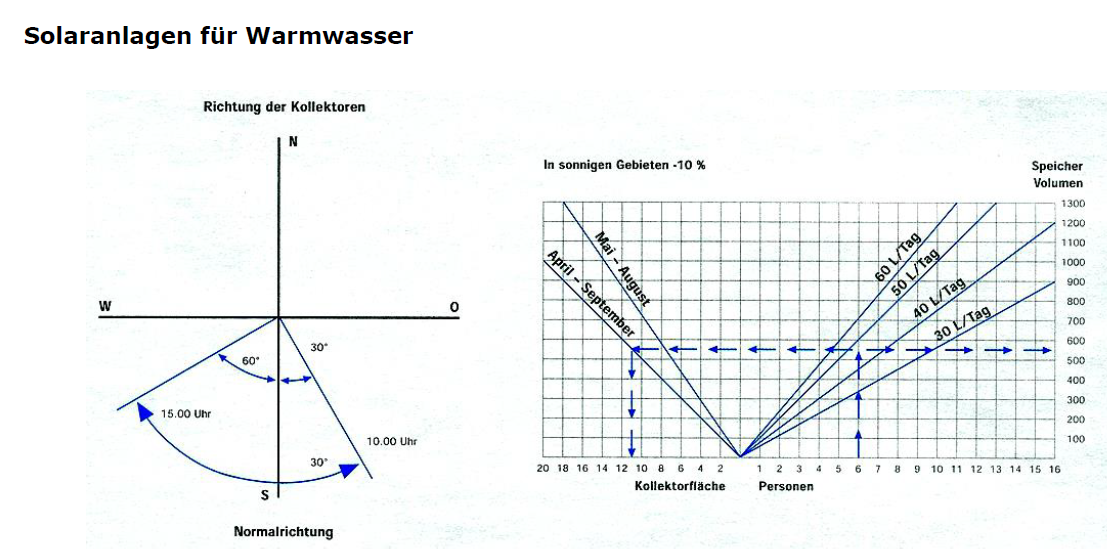 Solaranlagen für Warmwasser
Richtung der Kollektoren
N
W
O
60°
30°
15.00 Uhr
10.00 Uhr
30°
S
Normalrichtung
In sonnigen Gebieten -10 %
Speicher
Volumen
Mai – August
April – September
60 L/Tag
50 L/Tag
40 L/Tag
30 L/Tag
1300
1200
1100
1000
900
800
700
600
500
400
300
200
100
20 18 16 14 12 10 8 6 4 2 1 2 3 4 5 6 7 8 9 10 11 12 13 14 15 16
Kollektorfläche Personen